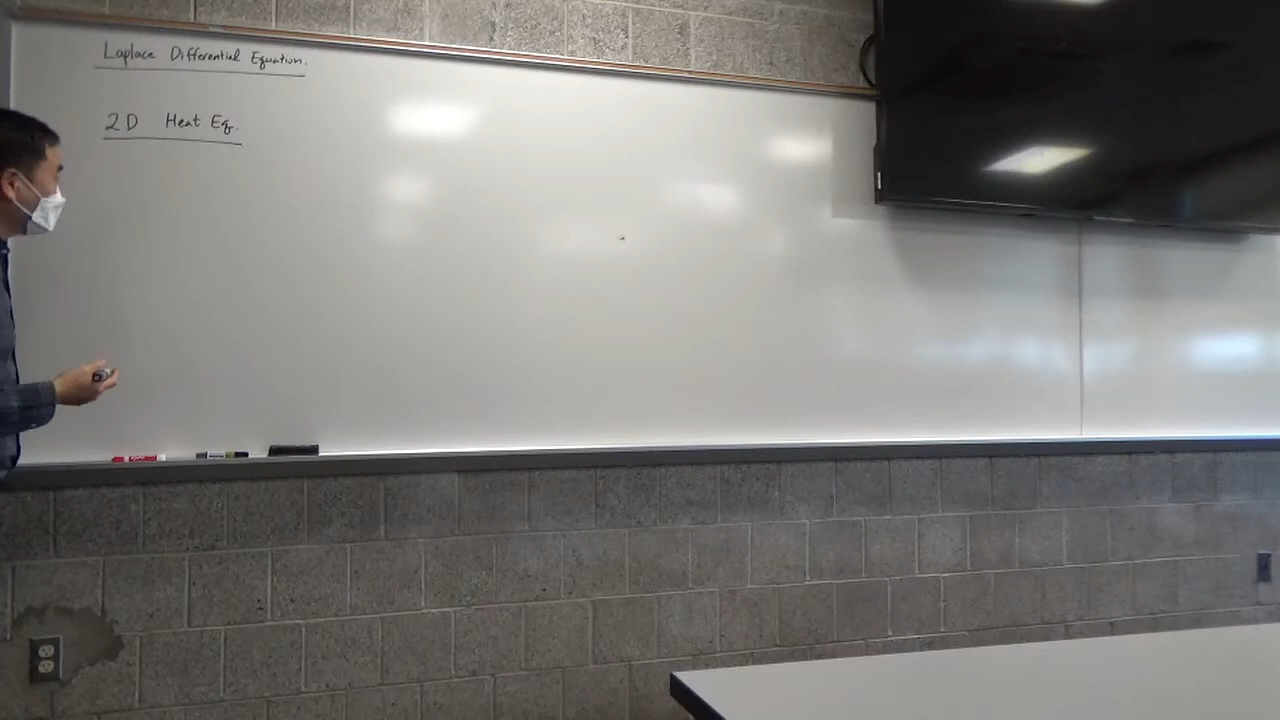 Laplace Differential Equation.
2D Heat Eq.